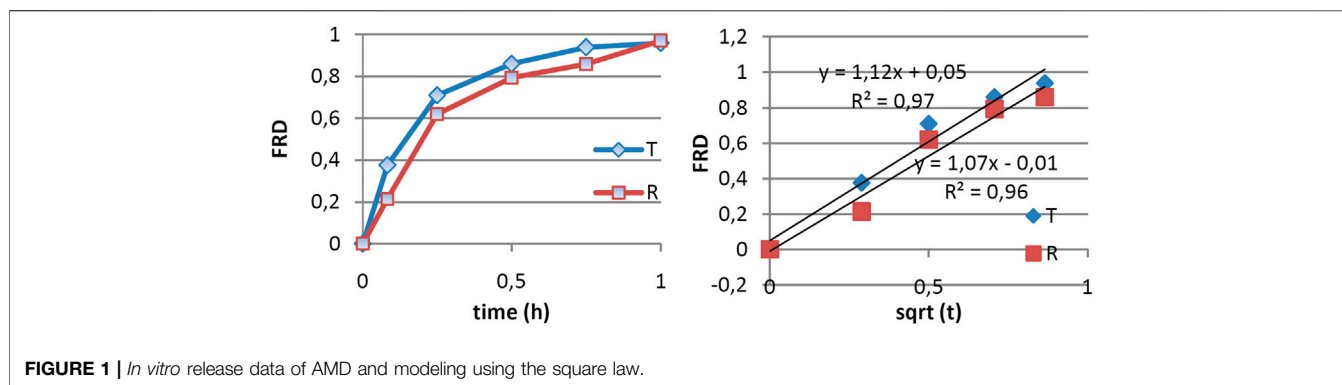 1
0,8
0,6
0,4
0,2
0
FRD
0
0,5
1
time (h)
T
R
1,2
1
0,8
0,6
0,4
0,2
0
-0,2
FRD
y = 1,12x + 0,05
R² = 0,97
y = 1,07x - 0,01
R² = 0,96
T
R
0
0,5
1
sqrt (t)
FIGURE 1 | In vitro release data of AMD and modeling using the square law.